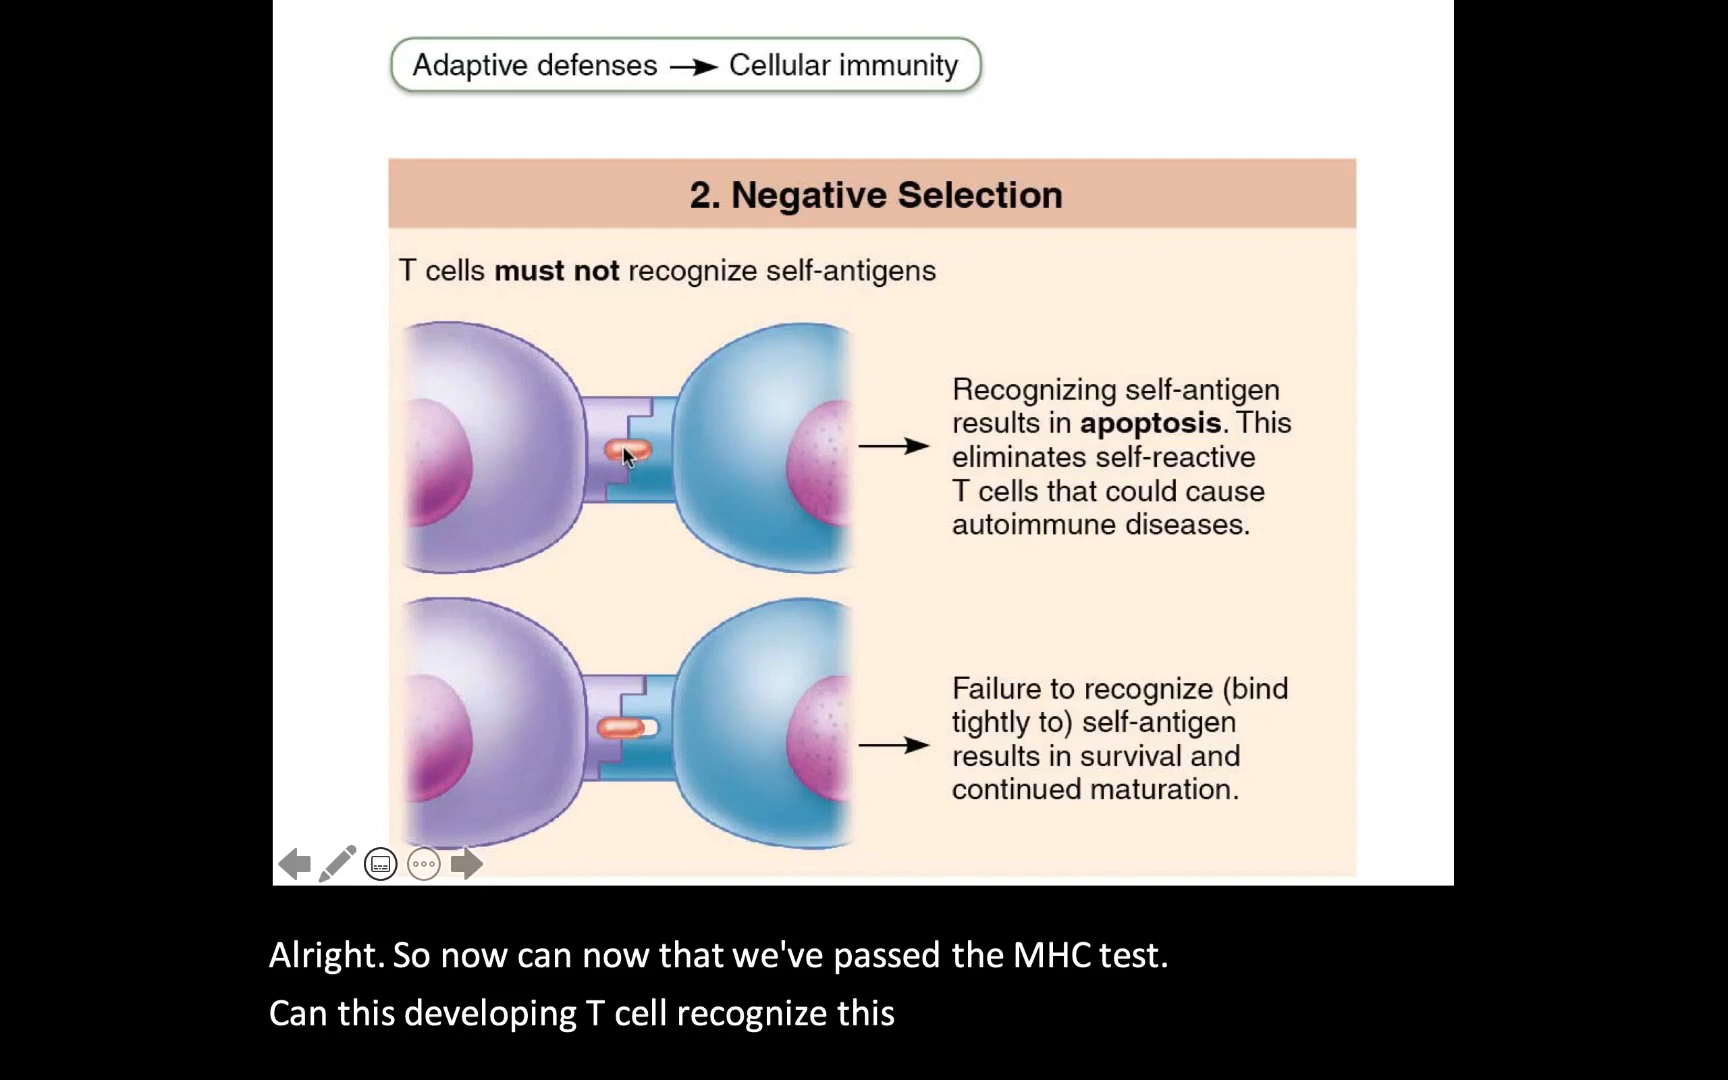 Adaptive defenses → Cellular immunity
2. Negative Selection
T cells must not recognize self-antigens
Recognizing self-antigen
results in apoptosis. This
eliminates self-reactive
T cells that could cause
autoimmune diseases.
Failure to recognize (bind
tightly to) self-antigen
results in survival and
continued maturation.
Alright. So now can now that we've passed the MHC test.
Can this developing T cell recognize this